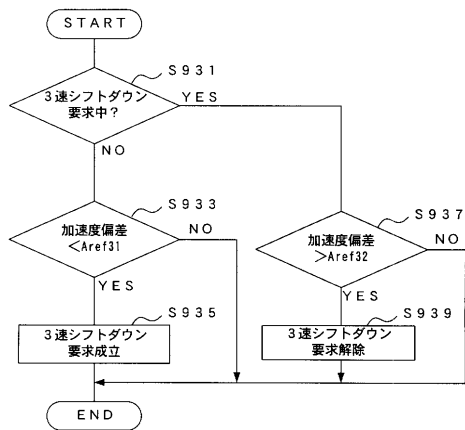 START
S931
3速シフトダウン
要求中?
YES
NO
S933
加速度偏差
<Aref31
NO
YES
S937
加速度偏差
>Aref32
NO
YES
S935
3速シフトダウン
要求成立
S939
3速シフトダウン
要求解除
END